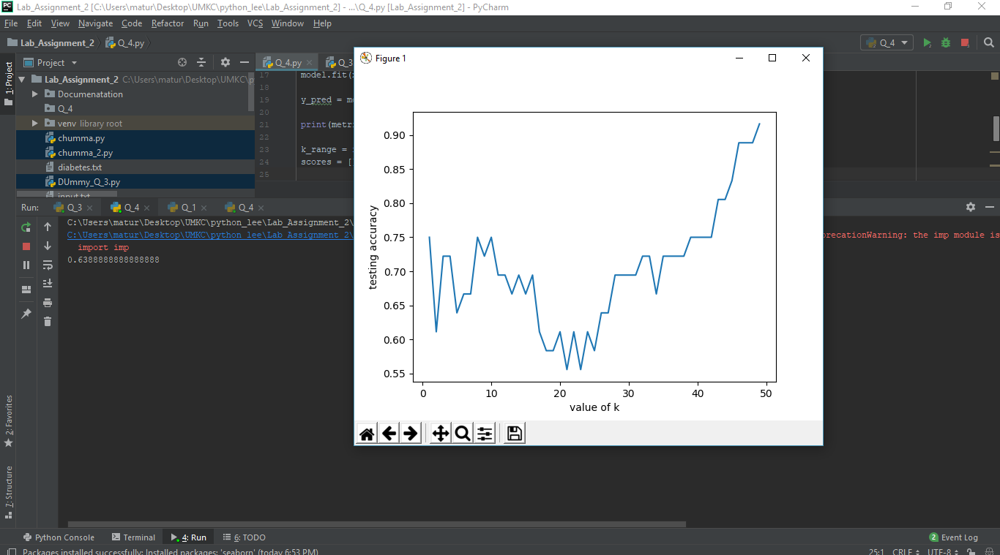 Lab_Assignment_2 [C:\Users\matur\Desktop\UMKC\python_lee\Lab_Assignment_2] - ...\Q_4.py [Lab_Assignment_2] - PyCharm
File Edit View Navigate Code Refactor Run Tools VCS Window Help
Lab_Assignment_2 Q_4.py Q_4
Project Q_4.py Q_3
1: Project
Lab_Assignment_2 C:\Users\matur\Desktop\UMKC\p
Documenatation
Q_4
venv library root
chumma.py
chumma_2.py
diabetes.txt
DUmmy_Q_3.py
input.txt
17 model.fit(
18
19 y_pred = m
20
21 print(metri
22
23 k_range =
24 scores = [
25
Run: Q_3 Q_4 Q_1 Q_4
C:\Users\matur\Desktop\UMKC\python_lee\Lab_Assignment_2\
C:\Users\matur\Desktop\UMKC\python_lee\Lab_Assignment_2\ precationWarning: the imp module is
import imp
0.6388888888888888
Figure 1
testing accuracy
0.90
0.85
0.80
0.75
0.70
0.65
0.60
0.55
0 10 20 30 40 50
value of k
2: Favorites
7: Structure
Python Console Terminal 4: Run 6: TODO 2 Event Log
Packages installed successfully: Installed packages: 'seaborn' (today 6:53 PM) 25:1 CRLF UTF-8